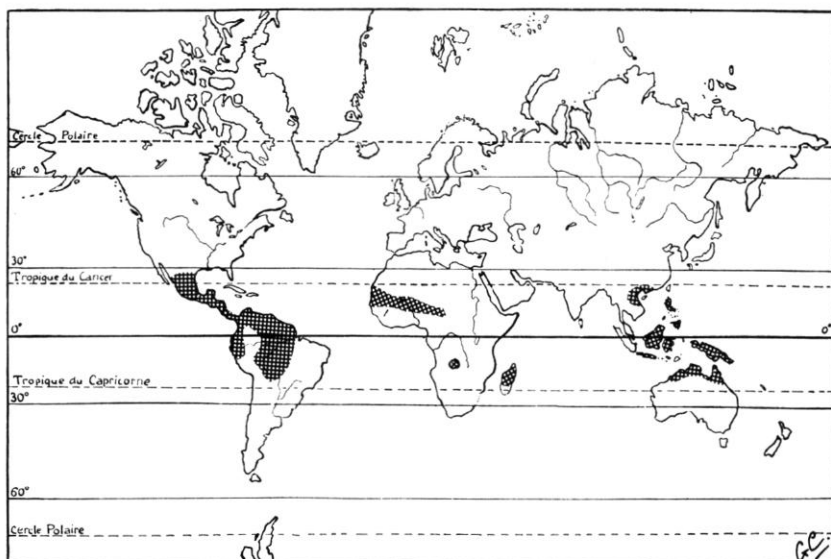 Cercle Polaire
60°
30°
Tropique du Cancer
0°
0°
Tropique du Capricorne
30°
60°
Cercle Polaire
G.C.